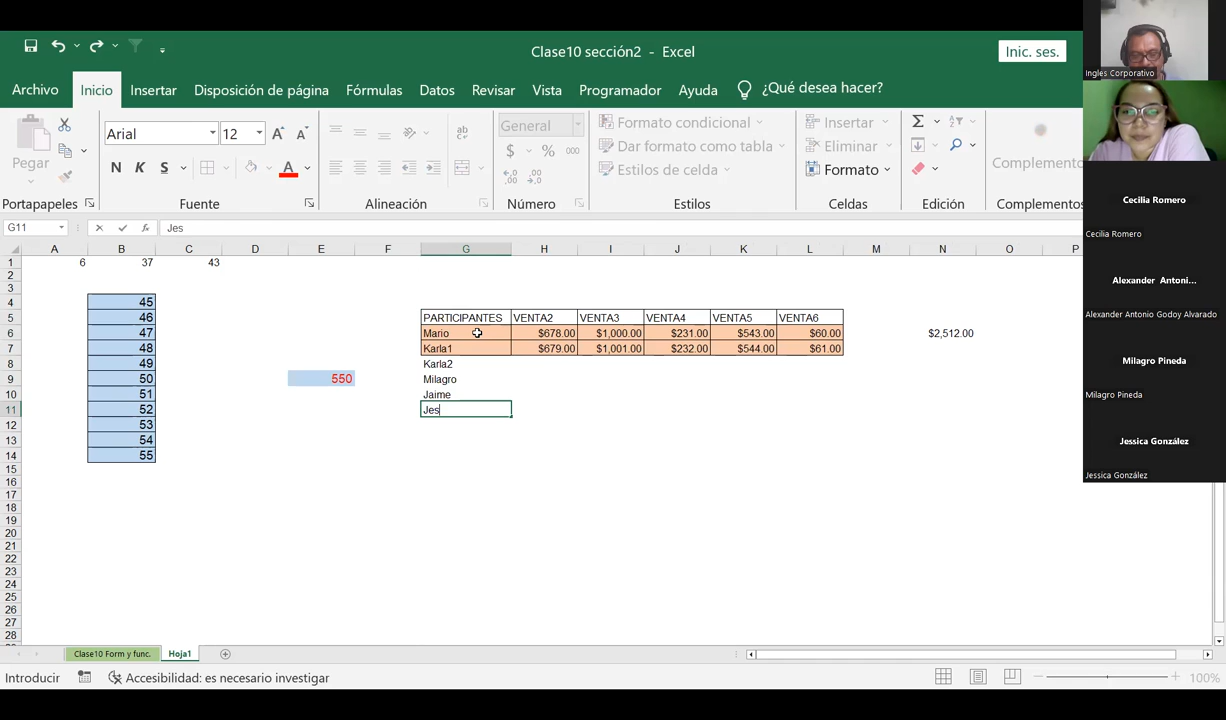 Clase10 sección2 - Excel
Inic. ses.
Archivo Inicio Insertar Disposición de página Fórmulas Datos Revisar Vista Programador Ayuda ¿Qué desea hacer?
Pegar
Arial 12
N K S
General
$ % 000
Formato condicional
Dar formato como tabla
Estilos de celda
Insertar
Eliminar
Formato
Complementos
Portapapeles Fuente Alineación Número Estilos Celdas Edición Complementos
G11 Jes
A B C D E F G H I J K L M N O P
1 6 37 43
2
3
4 45
5 46 PARTICIPANTES VENTA2 VENTA3 VENTA4 VENTA5 VENTA6
6 47 Mario $678.00 $1,000.00 $231.00 $543.00 $60.00 $2,512.00
7 48 Karla1 $679.00 $1,001.00 $232.00 $544.00 $61.00
8 49 Karla2
9 50 550 Milagro
10 51 Jaime
11 52 Jes
12 53
13 54
14 55
15
16
17
18
19
20
21
22
23
24
25
26
27
28
Clase10 Form y func. Hoja1
Introducir Accesibilidad: es necesario investigar 100%
Ingles Corporativo
Cecilia Romero
Cecilia Romero
Alexander Antoni...
Alexander Antonio Godoy Alvarado
Milagro Pineda
Milagro Pineda
Jessica González
Jessica González